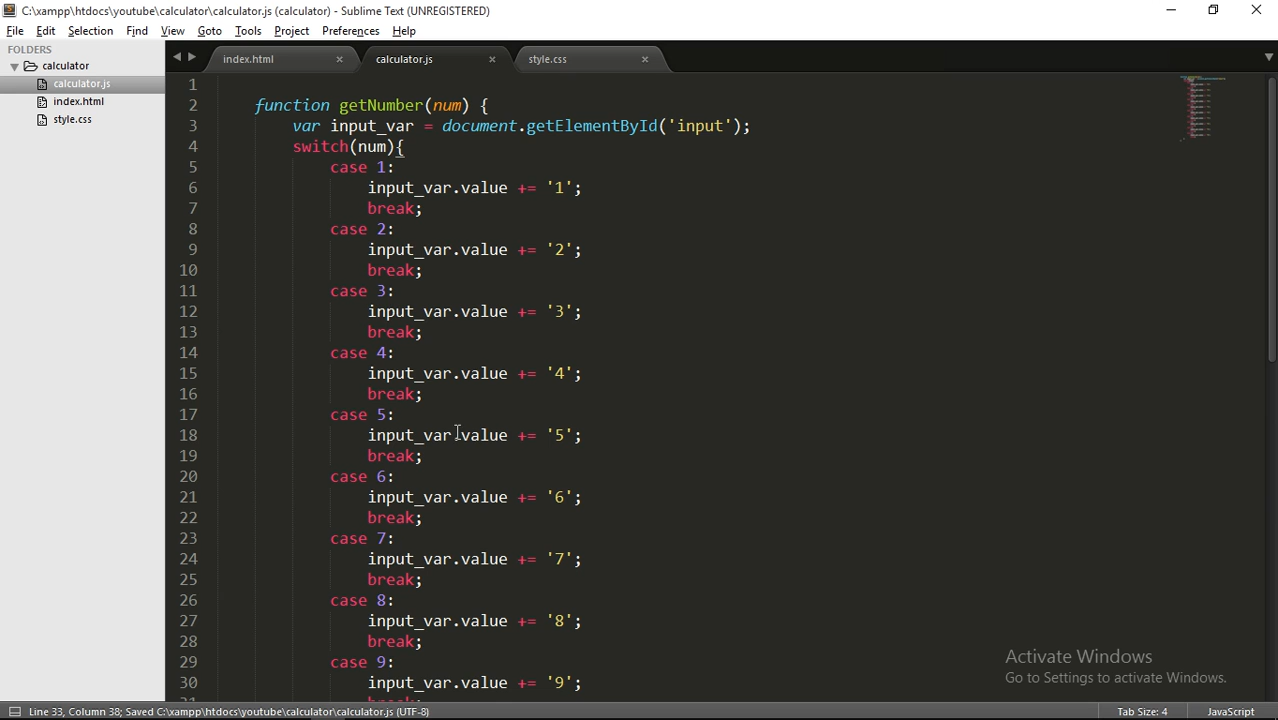 C:\xampp\htdocs\youtube\calculator\calculator.js (calculator) - Sublime Text (UNREGISTERED)
File Edit Selection Find View Goto Tools Project Preferences Help
FOLDERS
calculator
calculator.js
index.html
style.css
index.html calculator.js style.css
1
2 function getNumber(num) {
3 var input_var = document.getElementById('input');
4 switch(num){
5 case 1:
6 input_var.value += '1';
7 break;
8 case 2:
9 input_var.value += '2';
10 break;
11 case 3:
12 input_var.value += '3';
13 break;
14 case 4:
15 input_var.value += '4';
16 break;
17 case 5:
18 input_var.value += '5';
19 break;
20 case 6:
21 input_var.value += '6';
22 break;
23 case 7:
24 input_var.value += '7';
25 break;
26 case 8:
27 input_var.value += '8';
28 break;
29 case 9:
30 input_var.value += '9';
Activate Windows
Go to Settings to activate Windows.
Line 33, Column 38; Saved C:\xampp\htdocs\youtube\calculator\calculator.js (UTF-8) Tab Size: 4 JavaScript